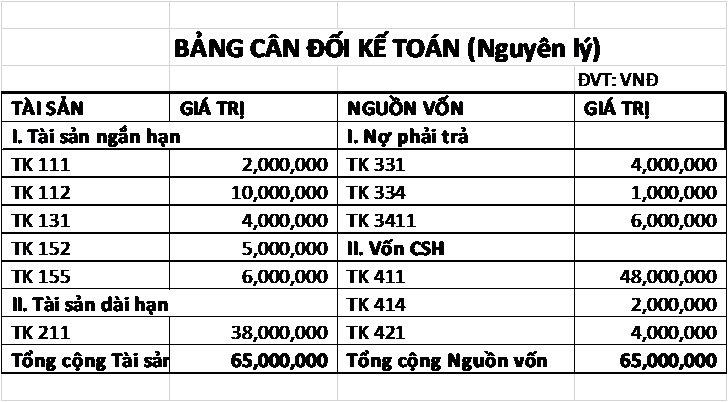 BẢNG CÂN ĐỐI KẾ TOÁN (Nguyên lý)
ĐVT: VNĐ
TÀI SẢN GIÁ TRỊ NGUỒN VỐN GIÁ TRỊ
I. Tài sản ngắn hạn I. Nợ phải trả
TK 111 2,000,000 TK 331 4,000,000
TK 112 10,000,000 TK 334 1,000,000
TK 131 4,000,000 TK 3411 6,000,000
TK 152 5,000,000 II. Vốn CSH
TK 155 6,000,000 TK 411 48,000,000
II. Tài sản dài hạn TK 414 2,000,000
TK 211 38,000,000 TK 421 4,000,000
Tổng cộng Tài sản 65,000,000 Tổng cộng Nguồn vốn 65,000,000